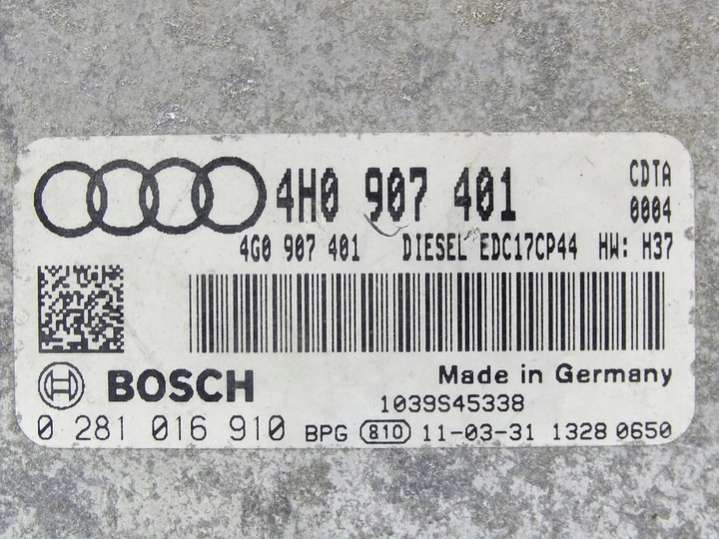 4H0 907 401 CDTA
0004
4G0 907 401 DIESEL EDC17CP44 HW: H37
BOSCH Made in Germany
1039S45338
0 281 016 910 BPG 810 11-03-31 1328 0650